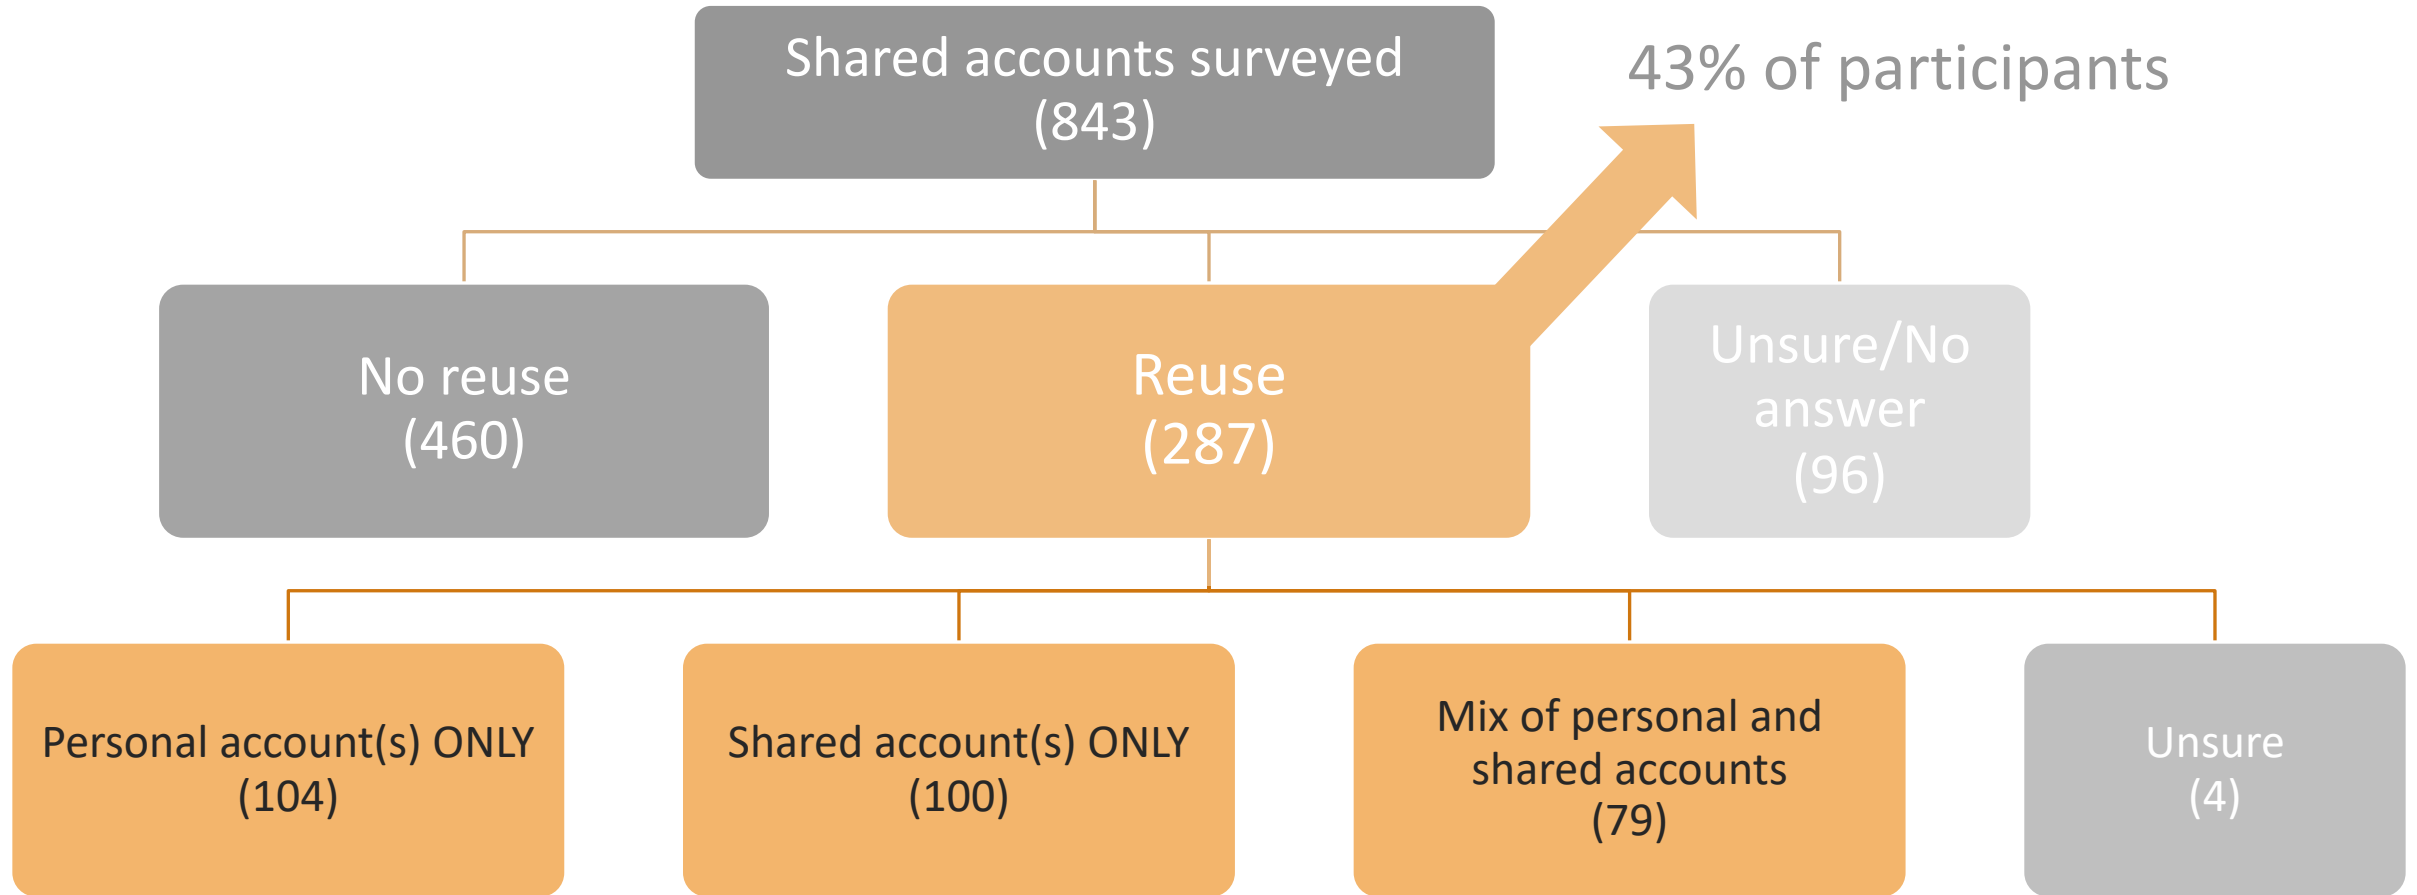 Shared accounts surveyed
(843)
43% of participants
No reuse
(460)
Reuse
(287)
Unsure/No
answer
(96)
Personal account(s) ONLY
(104)
Shared account(s) ONLY
(100)
Mix of personal and
shared accounts
(79)
Unsure
(4)